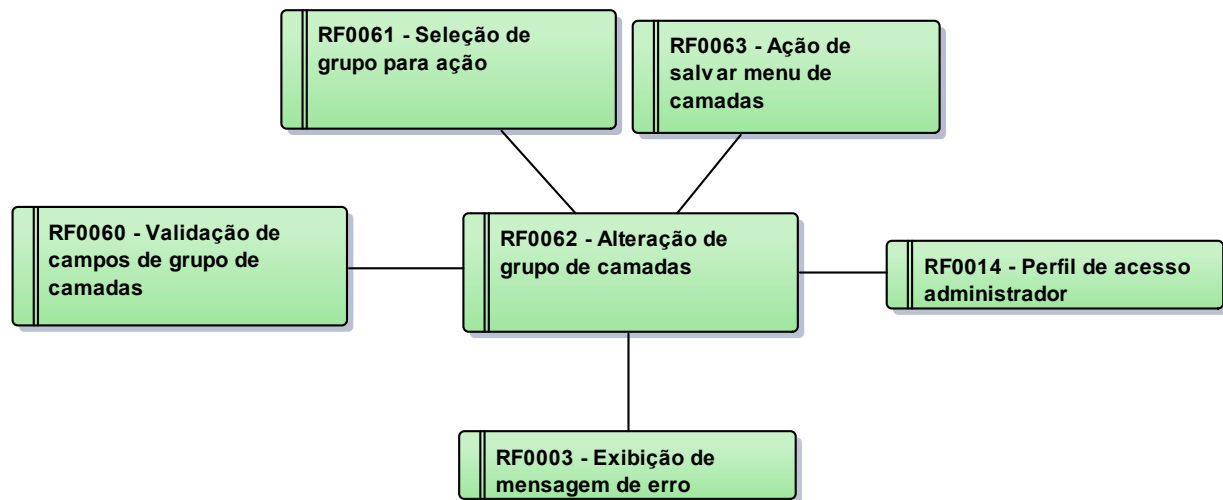 RF0061 - Seleção de
grupo para ação
RF0063 - Ação de
salvar menu de
camadas
RF0060 - Validação de
campos de grupo de
camadas
RF0062 - Alteração de
grupo de camadas
RF0014 - Perfil de acesso
administrador
RF0003 - Exibição de
mensagem de erro